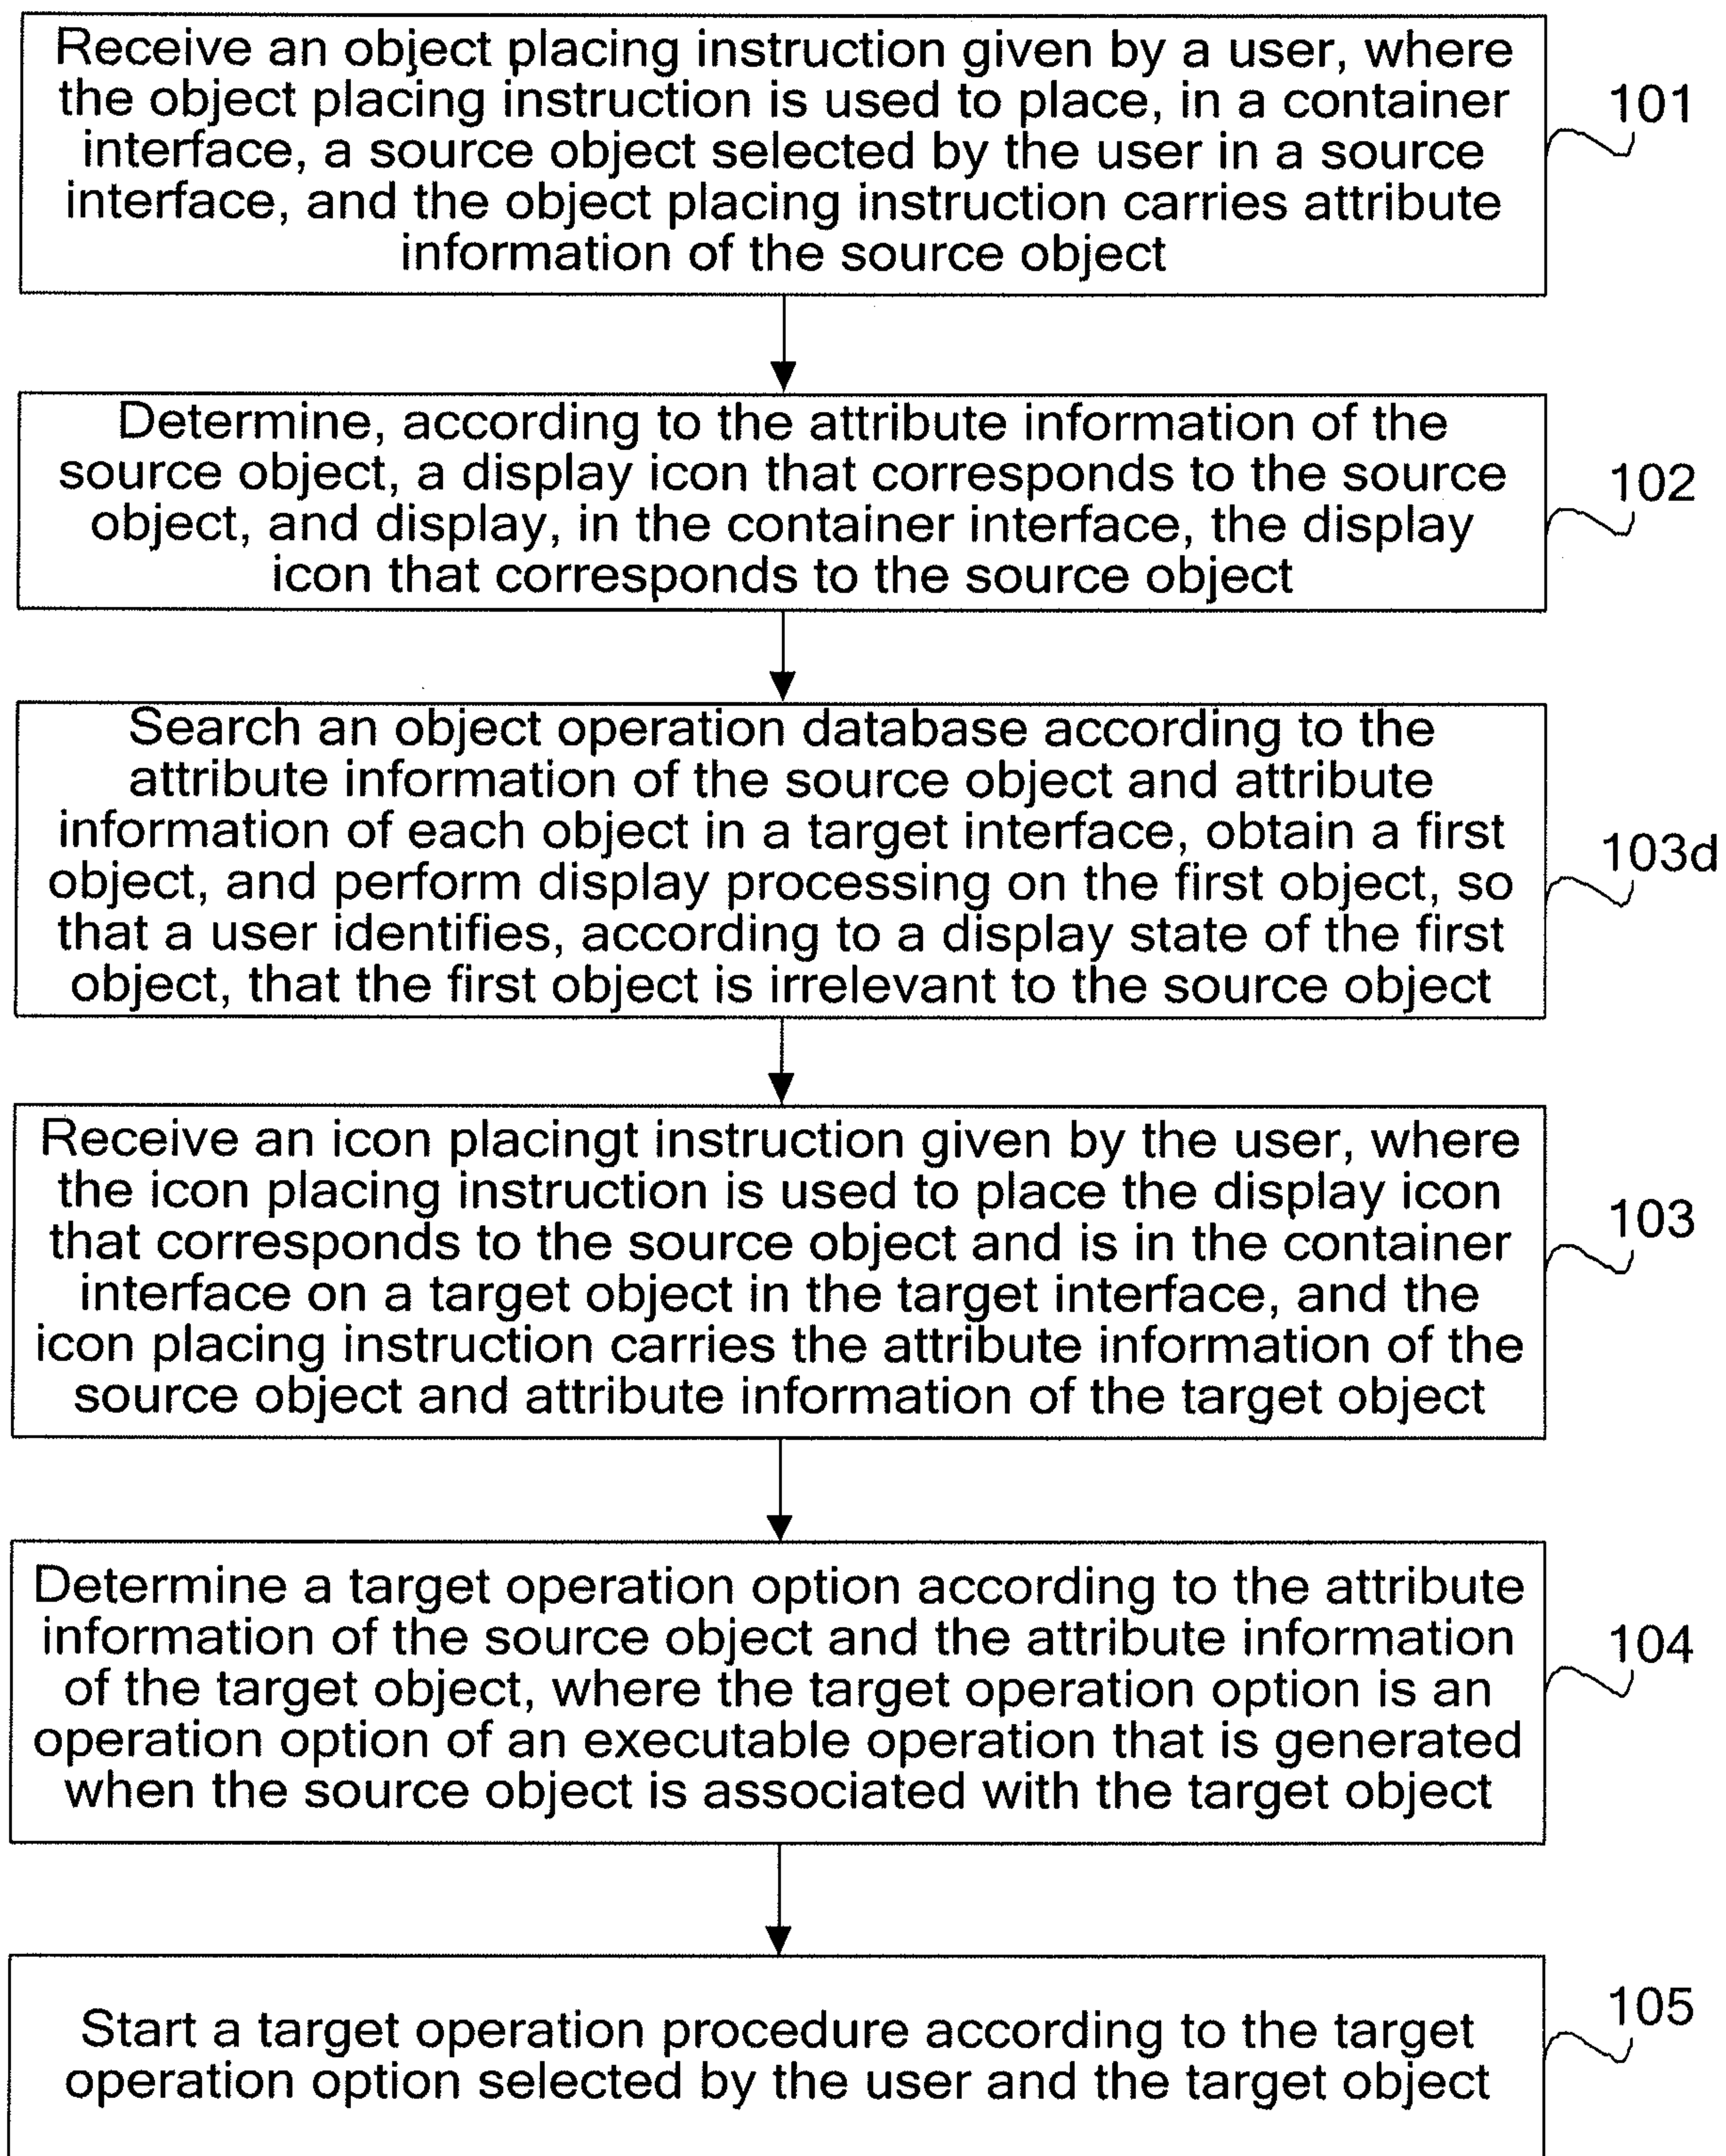 Receive an object placing instruction given by a user, where
the object placing instruction is used to place, in a container
interface, a source object selected by the user in a source
interface, and the object placing instruction carries attribute
information of the source object
101
Determine, according to the attribute information of the
source object, a display icon that corresponds to the source
object, and display, in the container interface, the display
icon that corresponds to the source object
102
Search an object operation database according to the
attribute information of the source object and attribute
information of each object in a target interface, obtain a first
object, and perform display processing on the first object, so
that a user identifies, according to a display state of the first
object, that the first object is irrelevant to the source object
103d
Receive an icon placingt instruction given by the user, where
the icon placing instruction is used to place the display icon
that corresponds to the source object and is in the container
interface on a target object in the target interface, and the
icon placing instruction carries the attribute information of the
source object and attribute information of the target object
103
Determine a target operation option according to the attribute
information of the source object and the attribute information
of the target object, where the target operation option is an
operation option of an executable operation that is generated
when the source object is associated with the target object
104
Start a target operation procedure according to the target
operation option selected by the user and the target object
105